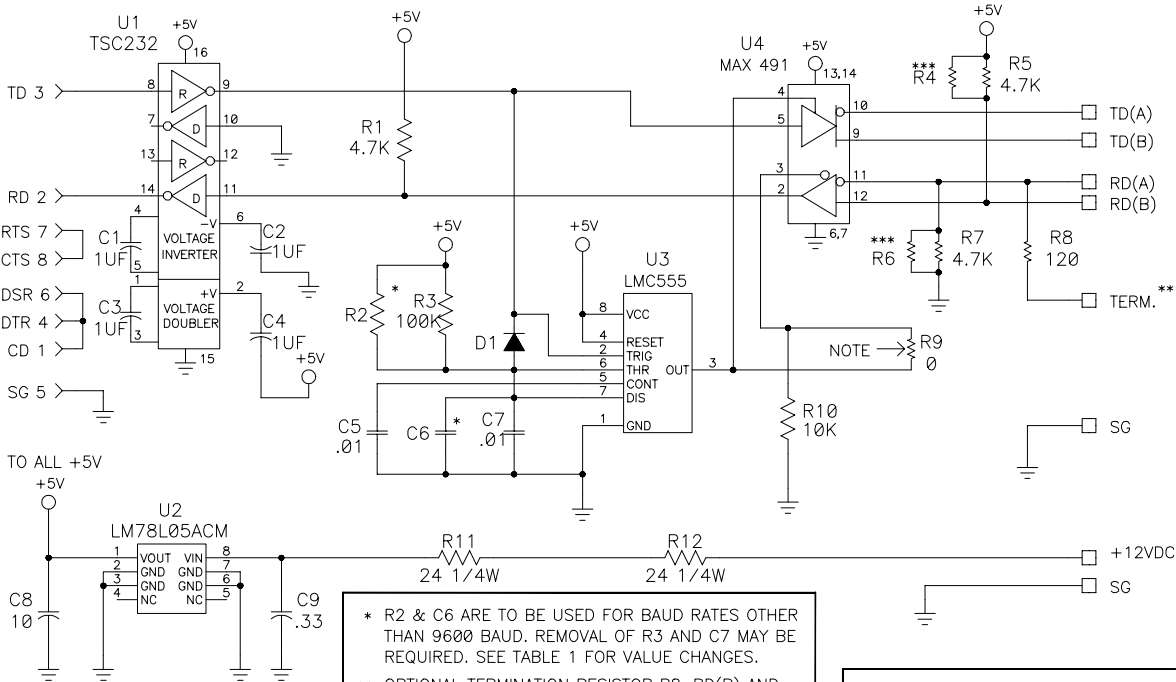 U1
TSC232
+5V
16
TD 3
8
R
9
7
D
10
13
R
12
RD 2
14
D
11
RTS 7
CTS 8
4
C1
1UF
5
-V
VOLTAGE
INVERTER
6
C2
1UF
DSR 6
DTR 4
CD 1
1
C3
1UF
3
+V
VOLTAGE
DOUBLER
2
C4
1UF
+5V
15
SG 5
+5V
R1
4.7K
U4
MAX 491
+5V
13,14
4
5
10
9
3
2
11
12
6,7
+5V
***
R4
R5
4.7K
TD(A)
TD(B)
RD(A)
RD(B)
***
R6
R7
4.7K
R8
120
TERM.**
+5V
R2
*
R3
100K
D1
+5V
U3
LMC555
8
VCC
4
RESET
2
TRIG
6
THR
OUT
3
5
CONT
7
DIS
1
GND
C5
.01
C6
*
C7
.01
NOTE
R9
0
R10
10K
SG
TO ALL +5V
+5V
U2
LM78L05ACM
1
VOUT
VIN
8
2
GND
GND
7
3
GND
GND
6
4
NC
NC
5
C8
10
C9
.33
R11
24 1/4W
R12
24 1/4W
+12VDC
SG
* R2 & C6 ARE TO BE USED FOR BAUD RATES OTHER
THAN 9600 BAUD. REMOVAL OF R3 AND C7 MAY BE
REQUIRED. SEE TABLE 1 FOR VALUE CHANGES.
OPTIONAL TERMINATION RESISTOR R8, RD(B) AND